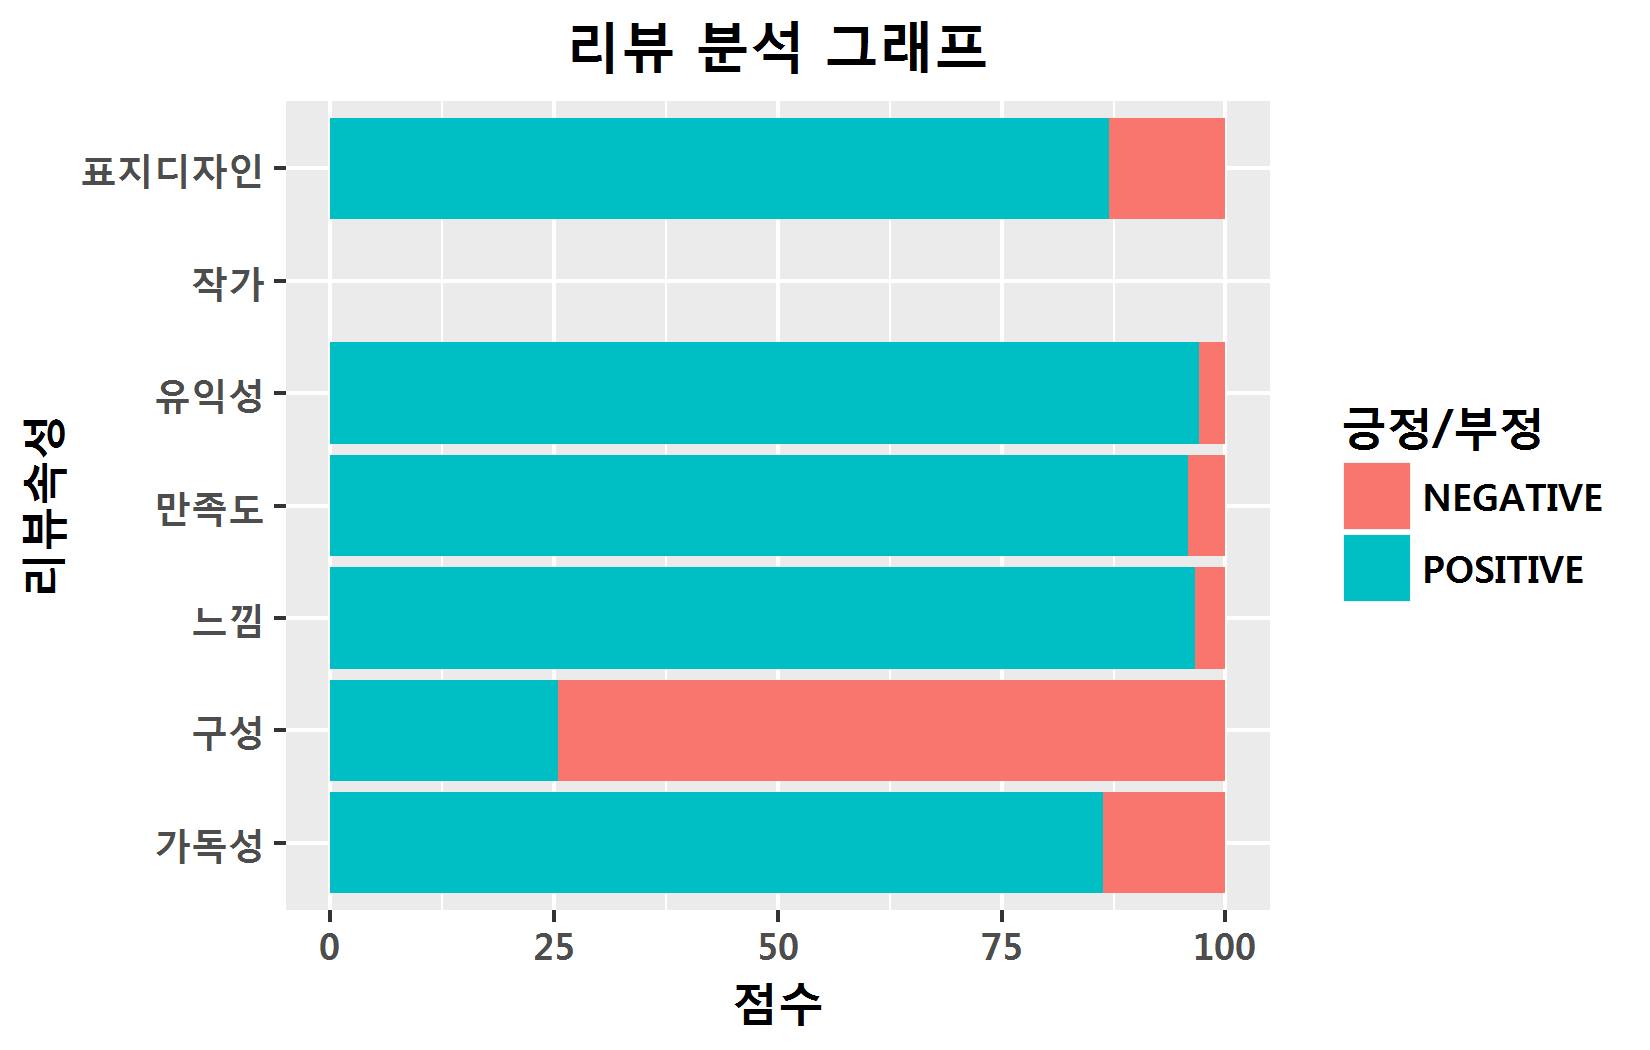 리뷰 분석 그래프
리뷰속성
표지디자인
작가
유익성
만족도
느낌
구성
가독성
0 25 50 75 100
점수
긍정/부정
NEGATIVE
POSITIVE